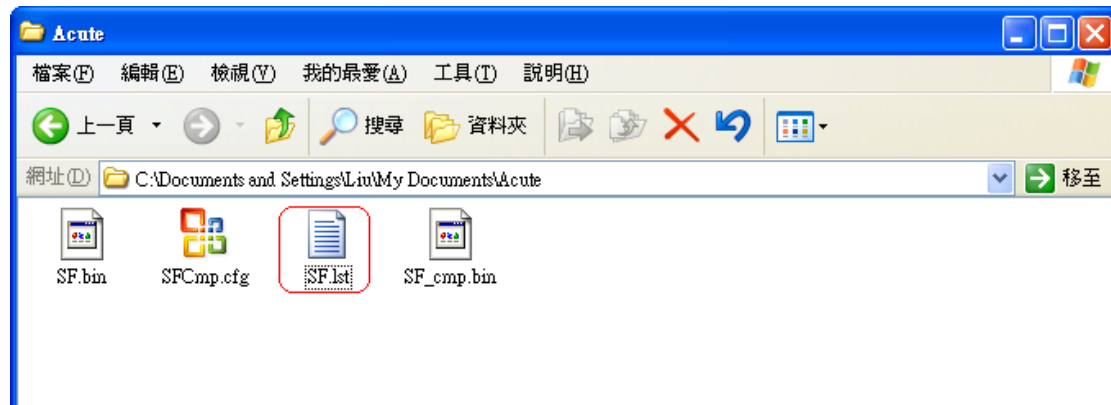 Acute
檔案(F) 編輯(E) 檢視(V) 我的最愛(A) 工具(T) 說明(H)
上一頁 搜尋 資料夾
網址(D) C:\Documents and Settings\Liu\My Documents\Acute 移至
SF.bin SFCmp.cfg SF.lst SF_cmp.bin